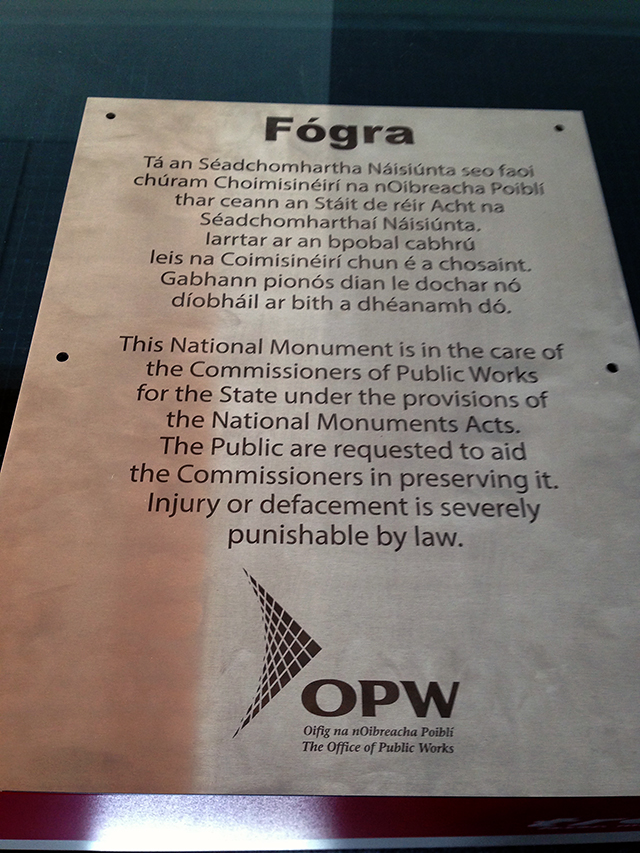 Fógra
Tá an Séadchomhartha Náisiúnta seo faoi
chúram Choimisinéirí na nOibreacha Poiblí
thar ceann an Stáit de réir Acht na
Séadchomharthaí Náisiúnta.
Iarrtar ar an bpobal cabhrú
leis na Coimisinéirí chun é a chosaint.
Gabhann pionós dian le dochar nó
díobháil ar bith a dhéanamh dó.
This National Monument is in the care of
the Commissioners of Public Works
for the State under the provisions of
the National Monuments Acts.
The Public are requested to aid
the Commissioners in preserving it.
Injury or defacement is severely
punishable by law.
OPW
Oifig na nOibreacha Poiblí
The Office of Public Works